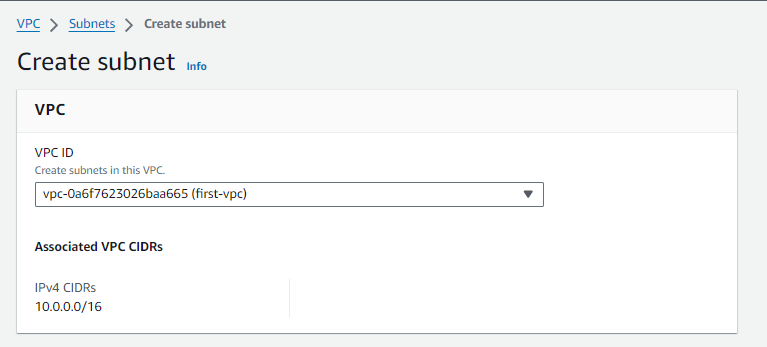 VPC > Subnets > Create subnet
Create subnet Info
VPC
VPC ID
Create subnets in this VPC.
vpc-0a6f7623026baa665 (first-vpc)
Associated VPC CIDRs
IPv4 CIDRs
10.0.0.0/16